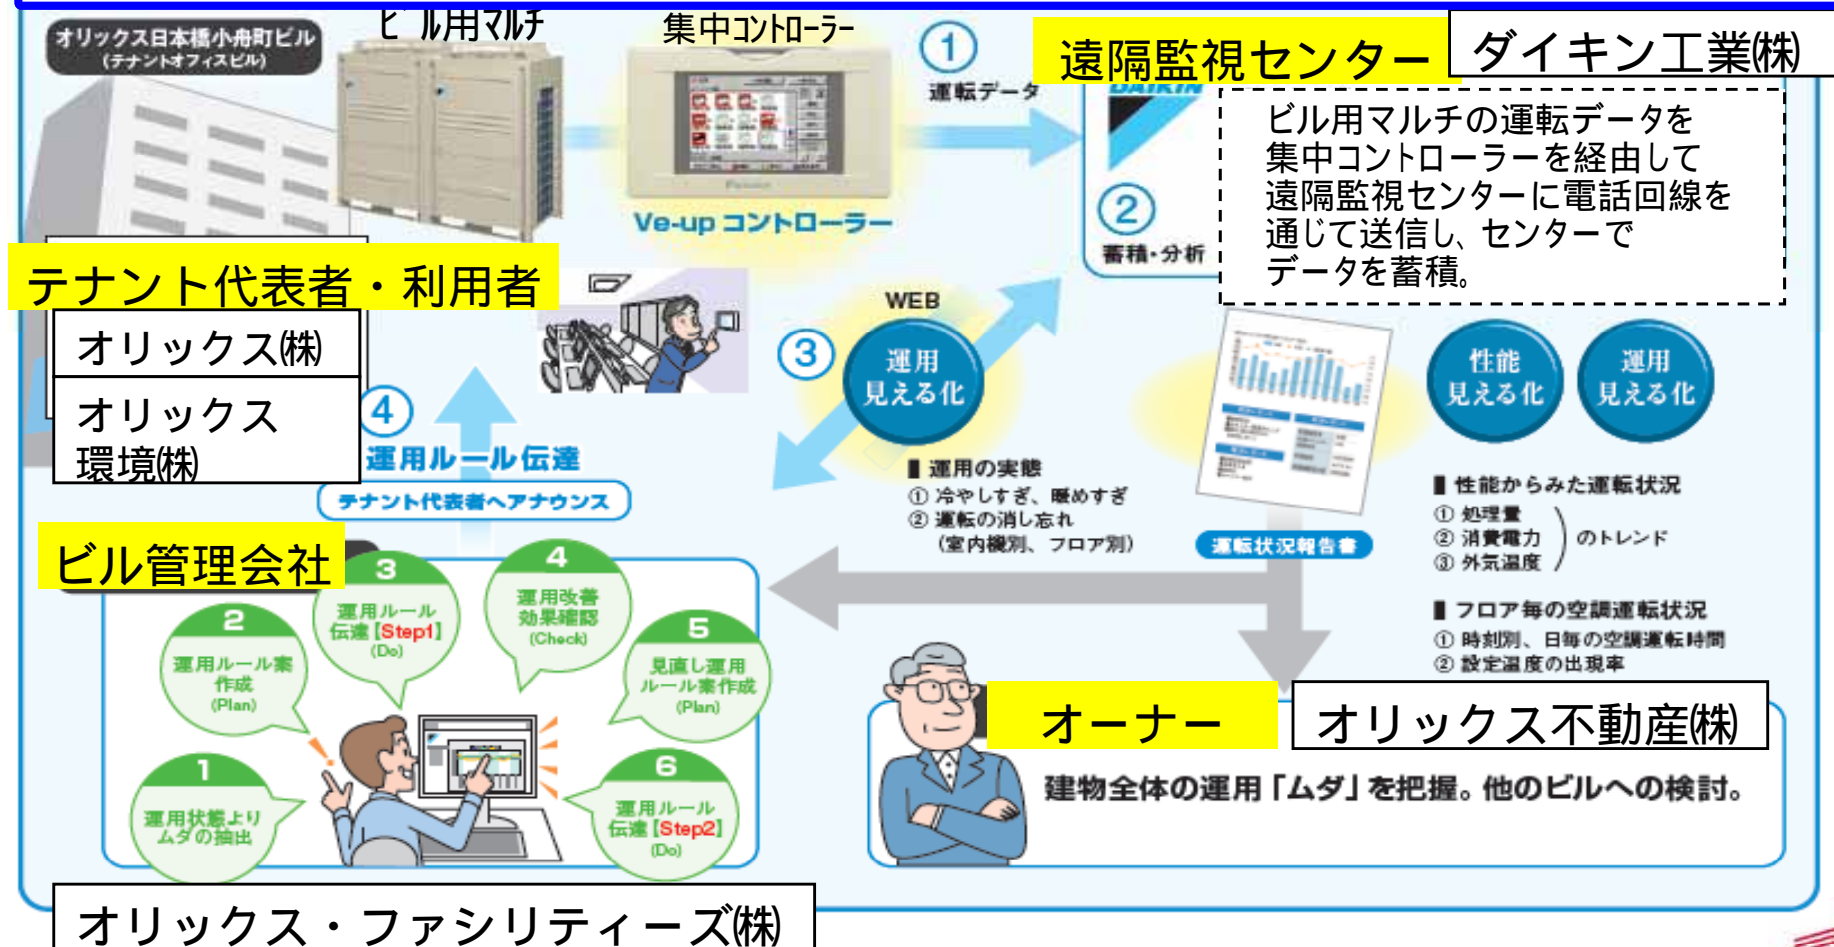 オリックス日本橋小舟町ビル
(テナントオフィスビル)
ビル用マルチ
集中コントローラー
①
運転データ
遠隔監視センター
ダイキン工業㈱
DAIKIN
ビル用マルチの運転データを
集中コントローラーを経由して
遠隔監視センターに電話回線を
通じて送信し、センターで
データを蓄積。
②
蓄積・分析
Ve-up コントローラー
テナント代表者・利用者
オリックス㈱
オリックス
環境㈱
WEB
③
運用
見える化
性能
見える化
運用
見える化
④
運用ルール伝達
テナント代表者へアナウンス
■ 運用の実態
① 冷やしすぎ、暖めすぎ
② 運転の消し忘れ
(室内機別、フロア別)
運転状況報告書
■ 性能からみた運転状況
① 処理量
② 消費電力
③ 外気温度
のトレンド
■ フロア毎の空調運転状況
① 時刻別、日毎の空調運転時間
② 設定温度の出現率
ビル管理会社
1
運用状態より
ムダの抽出
2
運用ルール案
作成
(Plan)
3
運用ルール
伝達【Step1】
(Do)
4
運用改善
効果確認
(Check)
5
見直し運用
ルール案作成
(Plan)
6
運用ルール
伝達【Step2】
(Do)
オーナー
オリックス不動産㈱
建物全体の運用「ムダ」を把握。他のビルへの検討。
オリックス・ファシリティーズ㈱